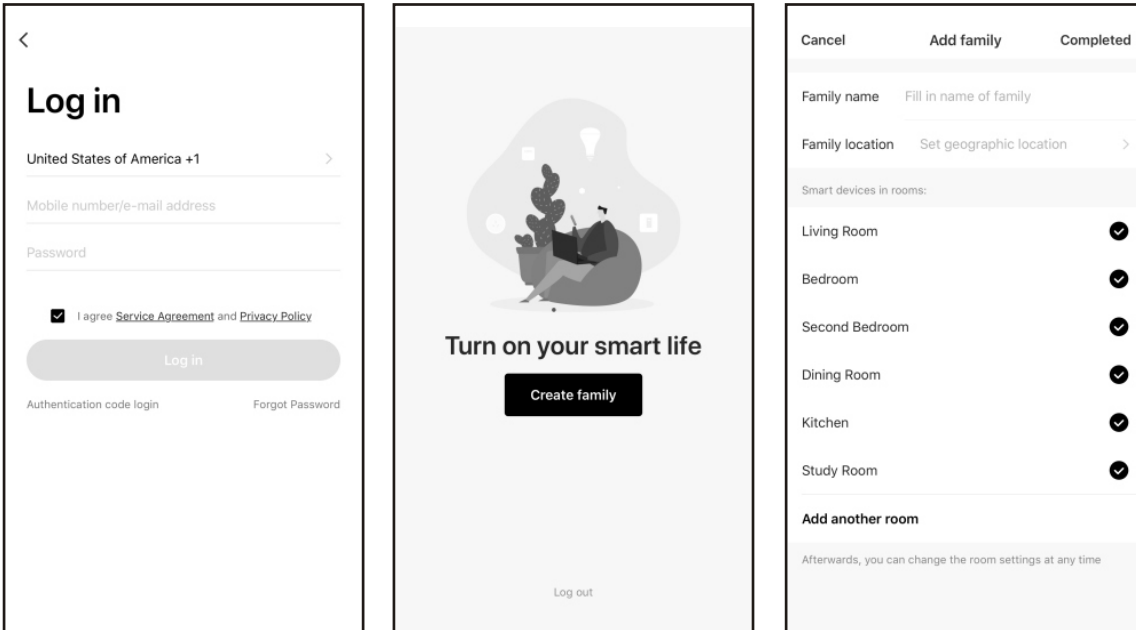 Log in
United States of America +1
Mobile number/e-mail address
Password
I agree Service Agreement and Privacy Policy
Log in
Authentication code login
Forgot Password
Turn on your smart life
Create family
Log out
Cancel
Add family
Completed
Family name
Fill in name of family
Family location
Set geographic location
Smart devices in rooms:
Living Room
Bedroom
Second Bedroom
Dining Room
Kitchen
Study Room
Add another room
Afterwards, you can change the room settings at any time